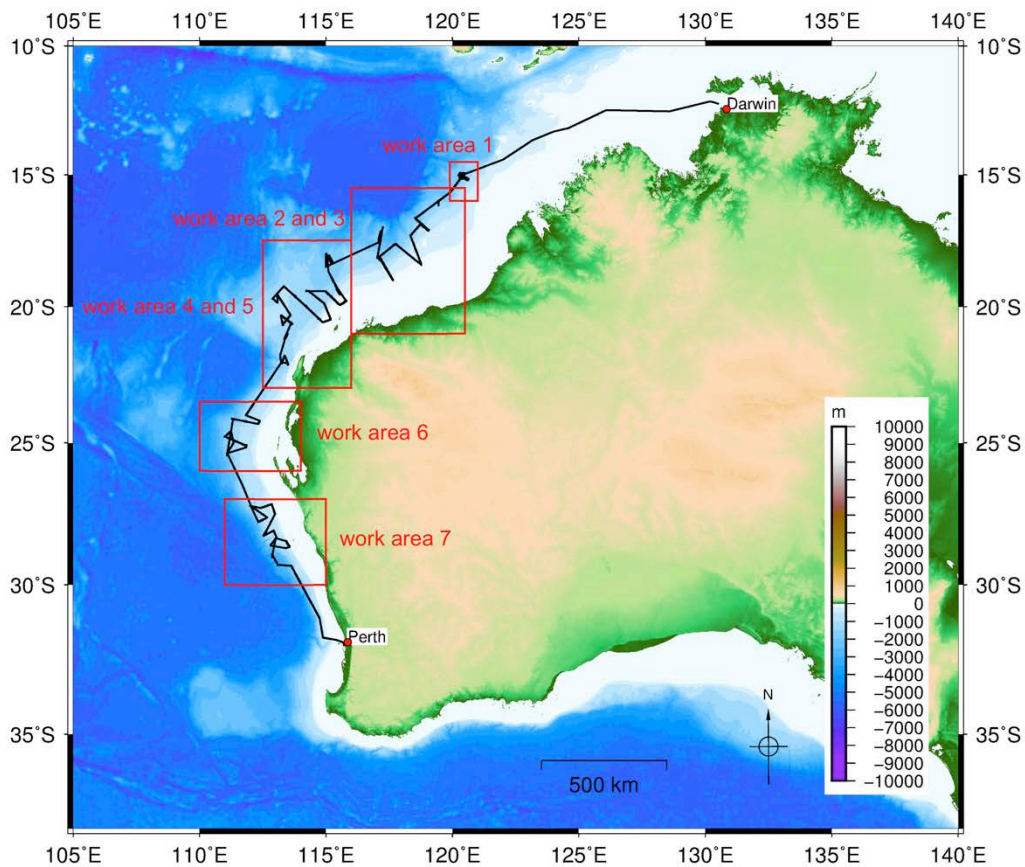 105°E 110°E 115°E 120°E 125°E 130°E 135°E 140°E
10°S 10°S
Darwin
work area 1
15°S 15°S
work area 2 and 3
work area 4 and 5
20°S 20°S
work area 6
25°S 25°S
work area 7
30°S 30°S
Perth
35°S 35°S
N
500 km
m
10000
9000
8000
7000
6000
5000
4000
3000
2000
1000
0
−1000
−2000
−3000
−4000
−5000
−6000
−7000
−8000
−9000
−10000
105°E 110°E 115°E 120°E 125°E 130°E 135°E 140°E